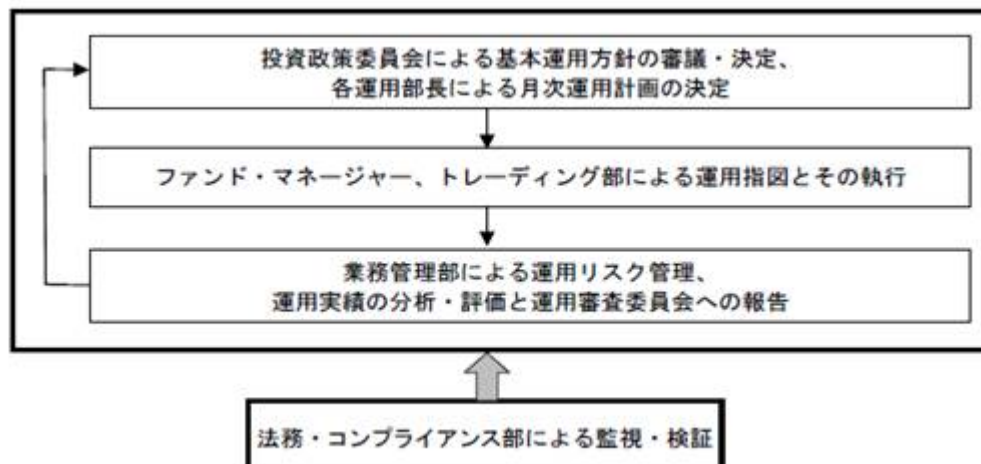 投資政策委員会による基本運用方針の審議・決定、
各運用部長による月次運用計画の決定
ファンド・マネージャー、トレーディング部による運用指図とその執行
業務管理部による運用リスク管理、
運用実績の分析・評価と運用審査委員会への報告
法務・コンプライアンス部による監視・検証